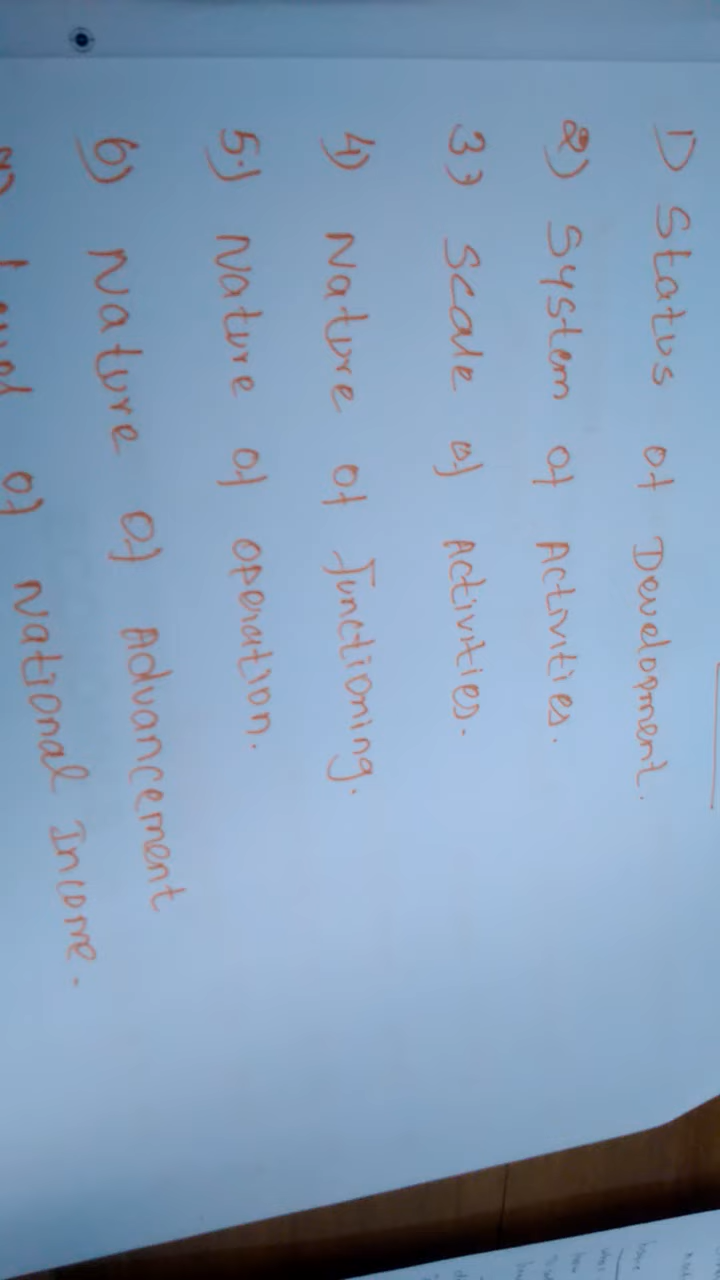 1) Status of Development.
2) System of Activities.
3) Scale of Activities.
4) Nature of functioning.
5.) Nature of operation.
6) Nature of Advancement
of National Income.